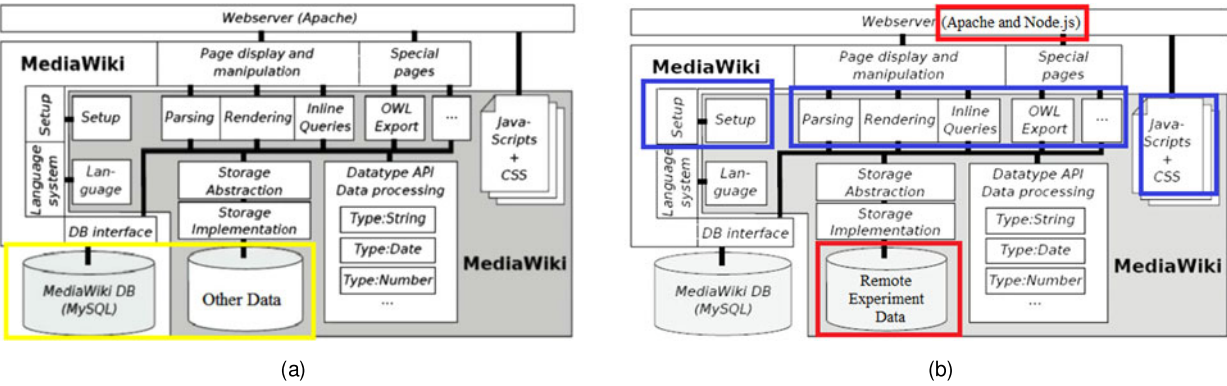 Webserver (Apache)
MediaWiki
Page display and
manipulation
Special
pages
Setup
Setup
Parsing
Rendering
Inline
Queries
OWL
Export
...
Java-
Scripts
+
CSS
Language
system
Lan-
guage
Storage
Abstraction
Storage
Implementation
Datatype API
Data processing
Type:String
Type:Date
Type:Number
...
DB interface
MediaWiki DB
(MySQL)
Other Data
MediaWiki
(a)
Webserver (Apache and Node.js)
MediaWiki
Page display and
manipulation
Special
pages
Setup
Setup
Parsing
Rendering
Inline
Queries
OWL
Export
...
Java-
Scripts
+
CSS
Language
system
Lan-
guage
Storage
Abstraction
Storage
Implementation
Datatype API
Data processing
Type:String
Type:Date
Type:Number
...
DB interface
MediaWiki DB
(MySQL)
Remote
Experiment
Data
MediaWiki
(b)